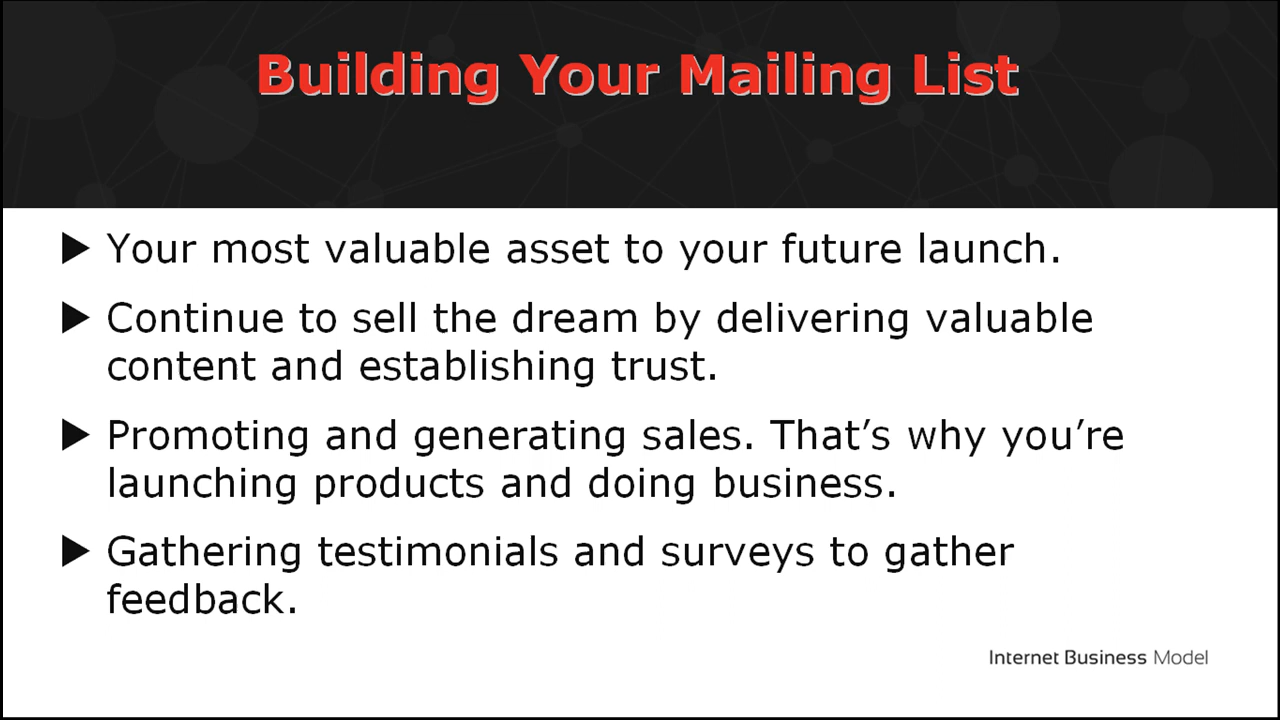 Building Your Mailing List
Your most valuable asset to your future launch.
Continue to sell the dream by delivering valuable
content and establishing trust.
Promoting and generating sales. That’s why you’re
launching products and doing business.
Gathering testimonials and surveys to gather
feedback.
Internet Business Model